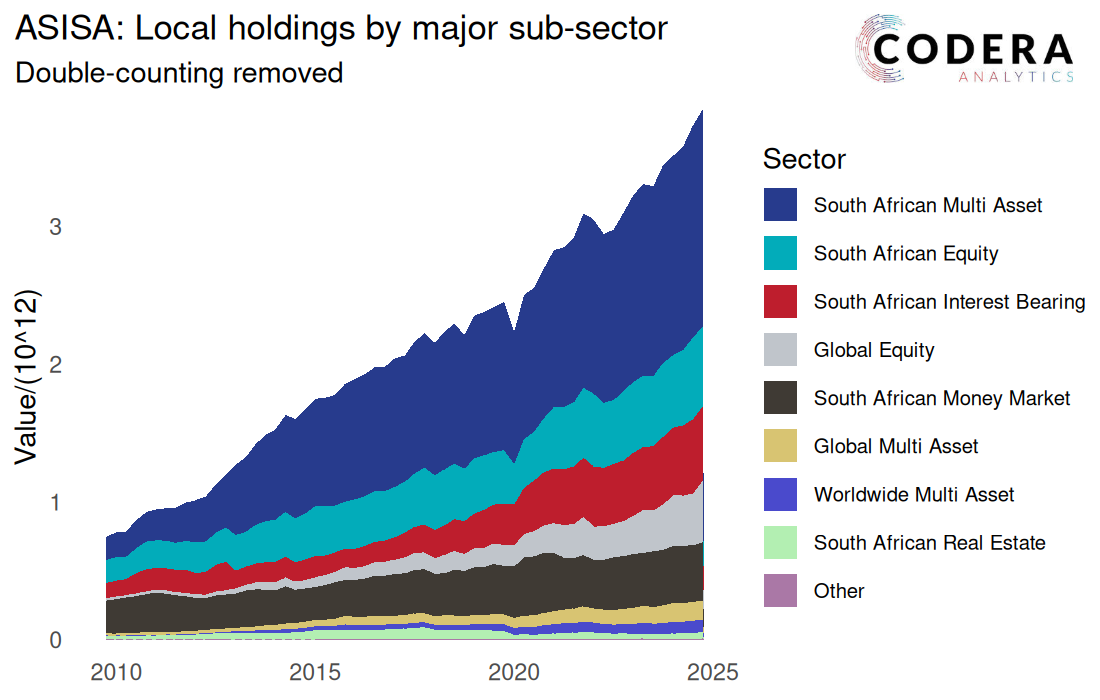 ASISA: Local holdings by major sub-sector
Double-counting removed
CODERA
ANALYTICS
Value/(10^12)
3
2
1
0
2010
2015
2020
2025
Sector
South African Multi Asset
South African Equity
South African Interest Bearing
Global Equity
South African Money Market
Global Multi Asset
Worldwide Multi Asset
South African Real Estate
Other